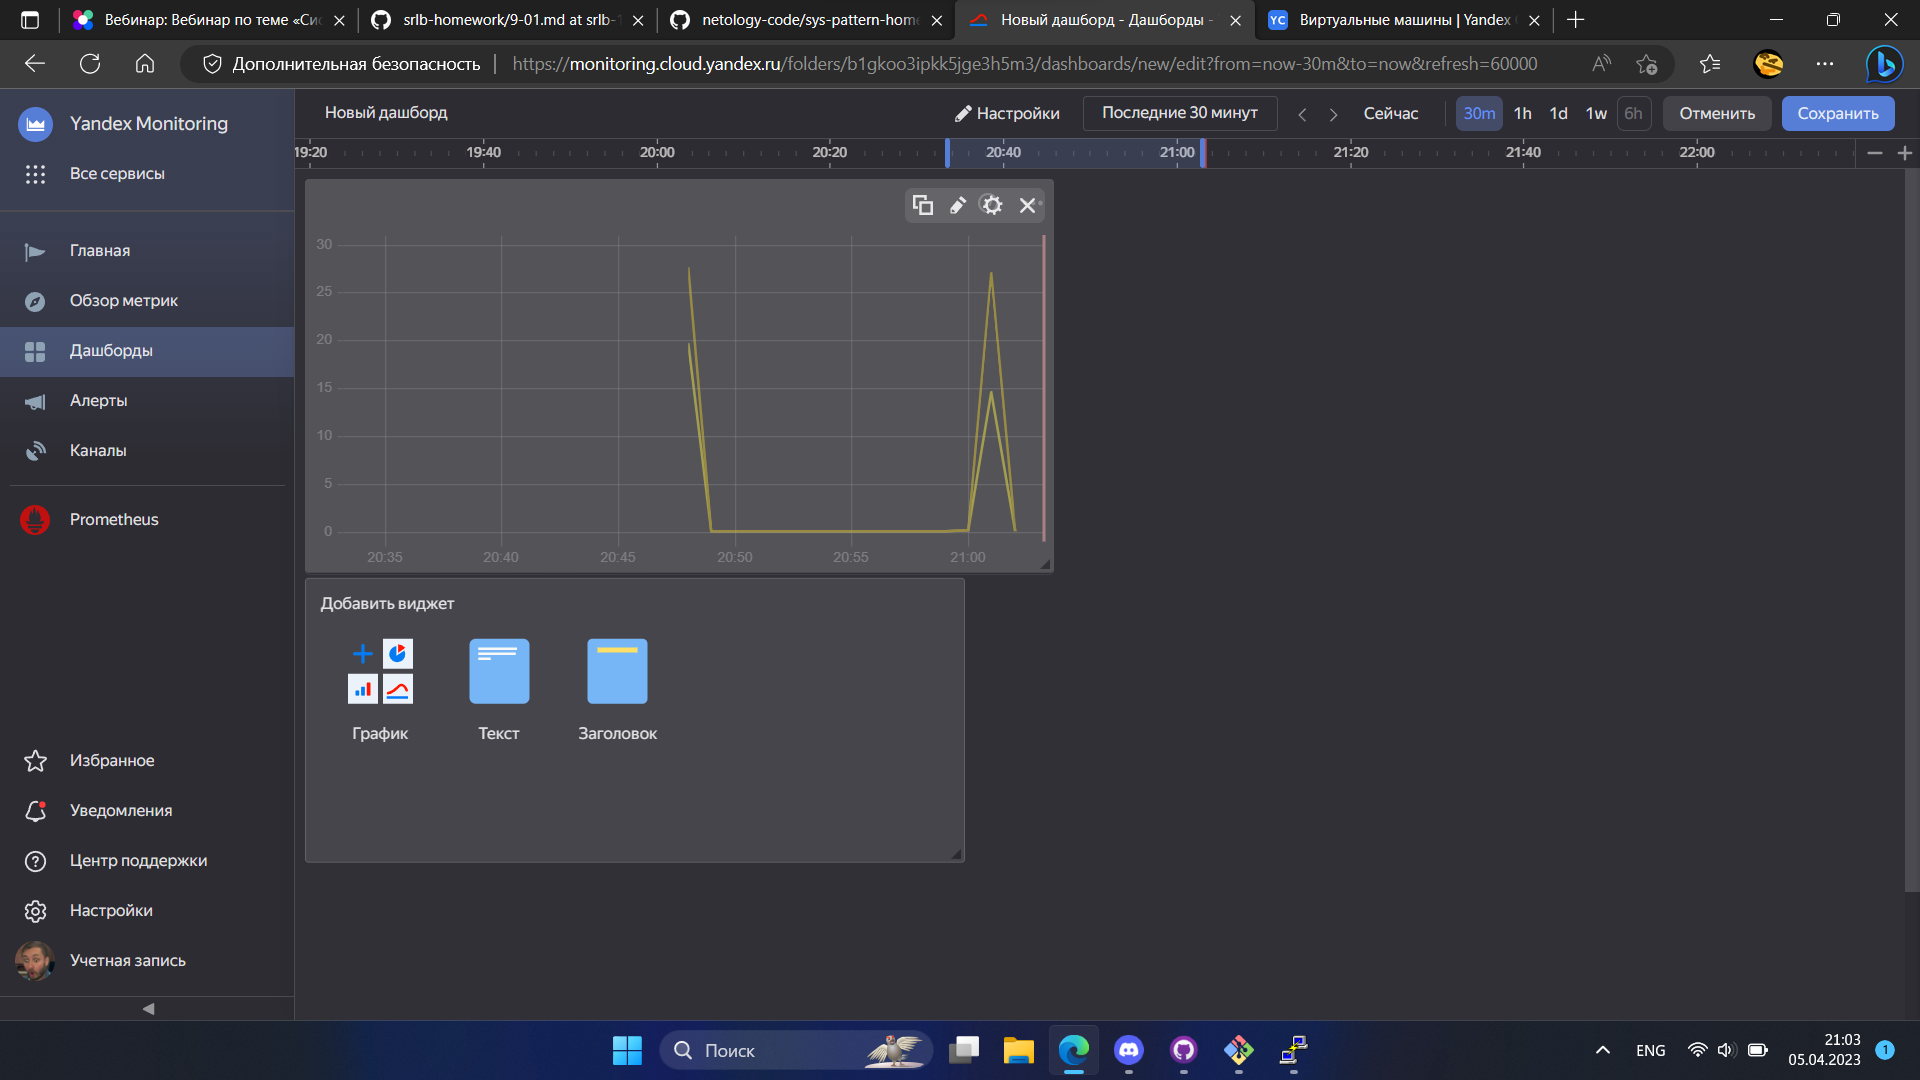 Вебинар: Вебинар по теме «Сис
srlb-homework/9-01.md at srlb-
netology-code/sys-pattern-home
Новый дашборд - Дашборды -
YC
Виртуальные машины | Yandex
Дополнительная безопасность
https://monitoring.cloud.yandex.ru/folders/b1gkoo3ipkk5jge3h5m3/dashboards/new/edit?from=now-30m&to=now&refresh=60000
Yandex Monitoring
Все сервисы
Главная
Обзор метрик
Дашборды
Алерты
Каналы
Prometheus
Избранное
Уведомления
Центр поддержки
Настройки
Учетная запись
Новый дашборд
Настройки
Последние 30 минут
Сейчас
30m
1h
1d
1w
6h
Отменить
Сохранить
19:20 19:40 20:00 20:20 20:40 21:00 21:20 21:40 22:00
30
25
20
15
10
5
0
20:35 20:40 20:45 20:50 20:55 21:00
Добавить виджет
График
Текст
Заголовок
Поиск
ENG
21:03
05.04.2023
1